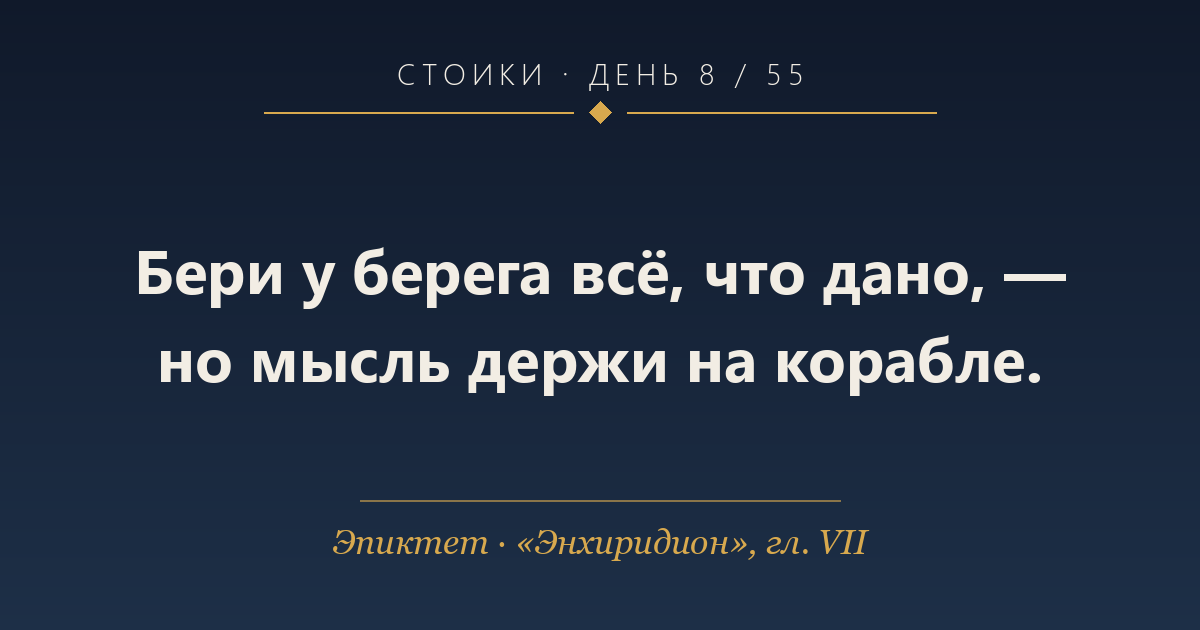 СТОИКИ · ДЕНЬ 8 / 55
Бери у берега всё, что дано, —
но мысль держи на корабле.
Эпиктет · «Энхиридион», гл. VII